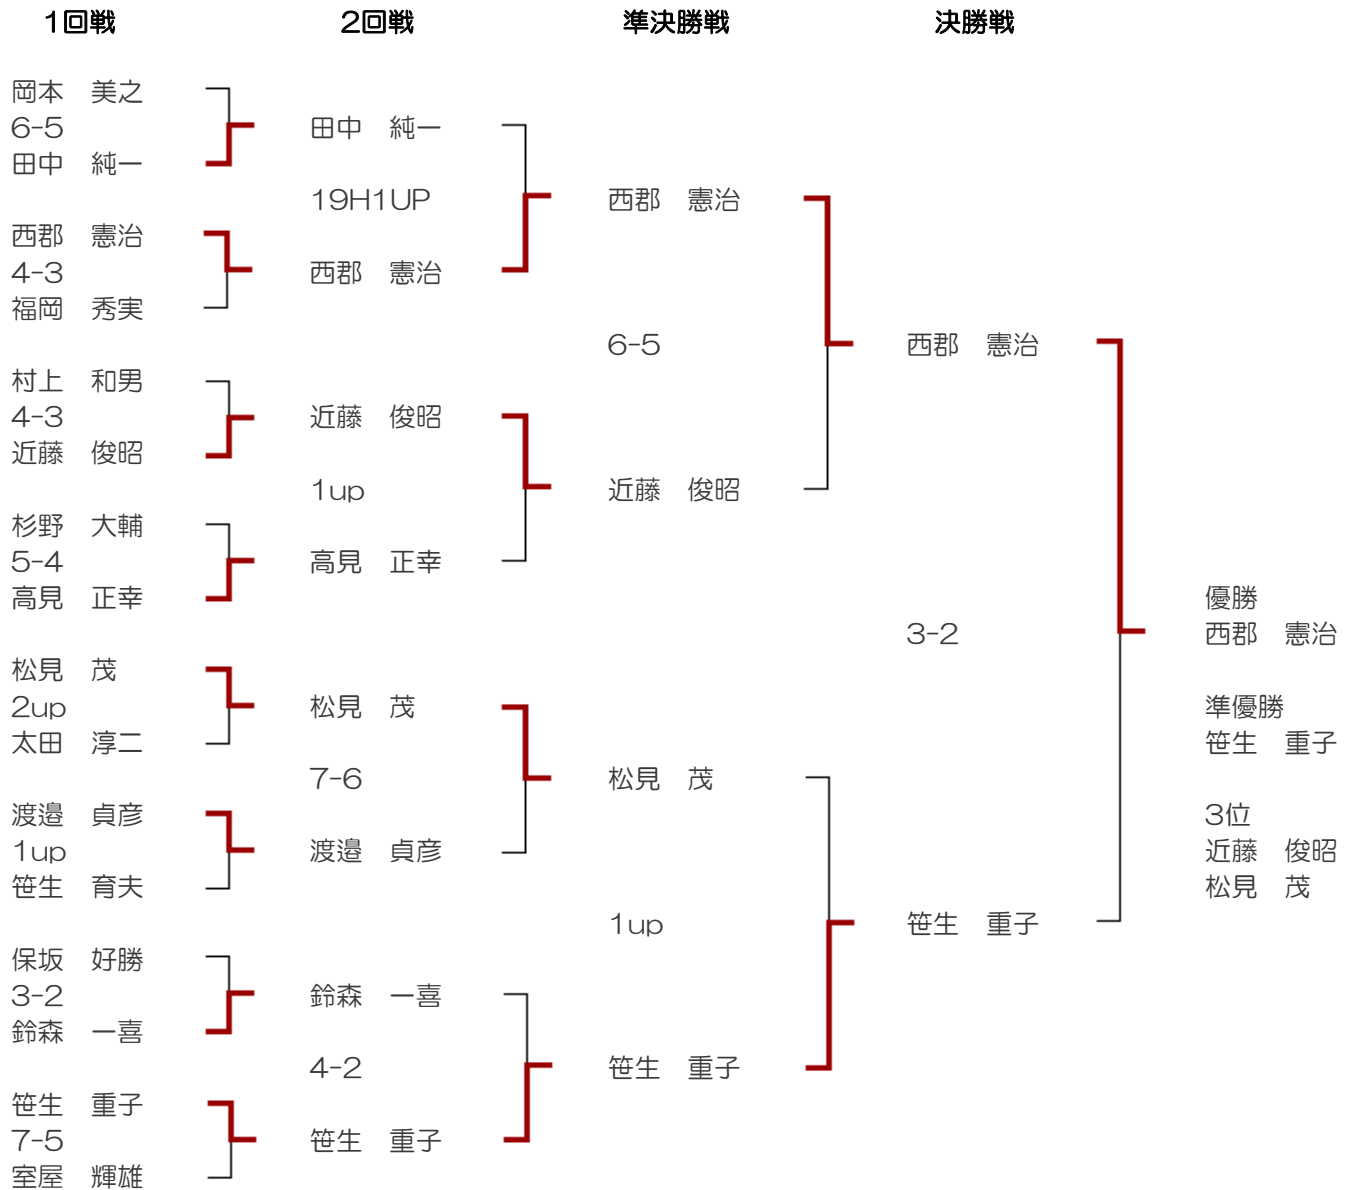 1回戦
2回戦
準決勝戦
決勝戦
岡本　美之
6-5
田中　純一
西郡　憲治
4-3
福岡　秀実
村上　和男
4-3
近藤　俊昭
杉野　大輔
5-4
高見　正幸
松見　茂
2up
太田　淳二
渡邉　貞彦
1up
笹生　育夫
保坂　好勝
3-2
鈴森　一喜
笹生　重子
7-5
室屋　輝雄
田中　純一
19H1UP
西郡　憲治
近藤　俊昭
1up
高見　正幸
松見　茂
7-6
渡邉　貞彦
鈴森　一喜
4-2
笹生　重子
西郡　憲治
6-5
近藤　俊昭
松見　茂
1up
笹生　重子
西郡　憲治
3-2
笹生　重子
優勝
西郡　憲治
準優勝
笹生　重子
3位
近藤　俊昭
松見　茂